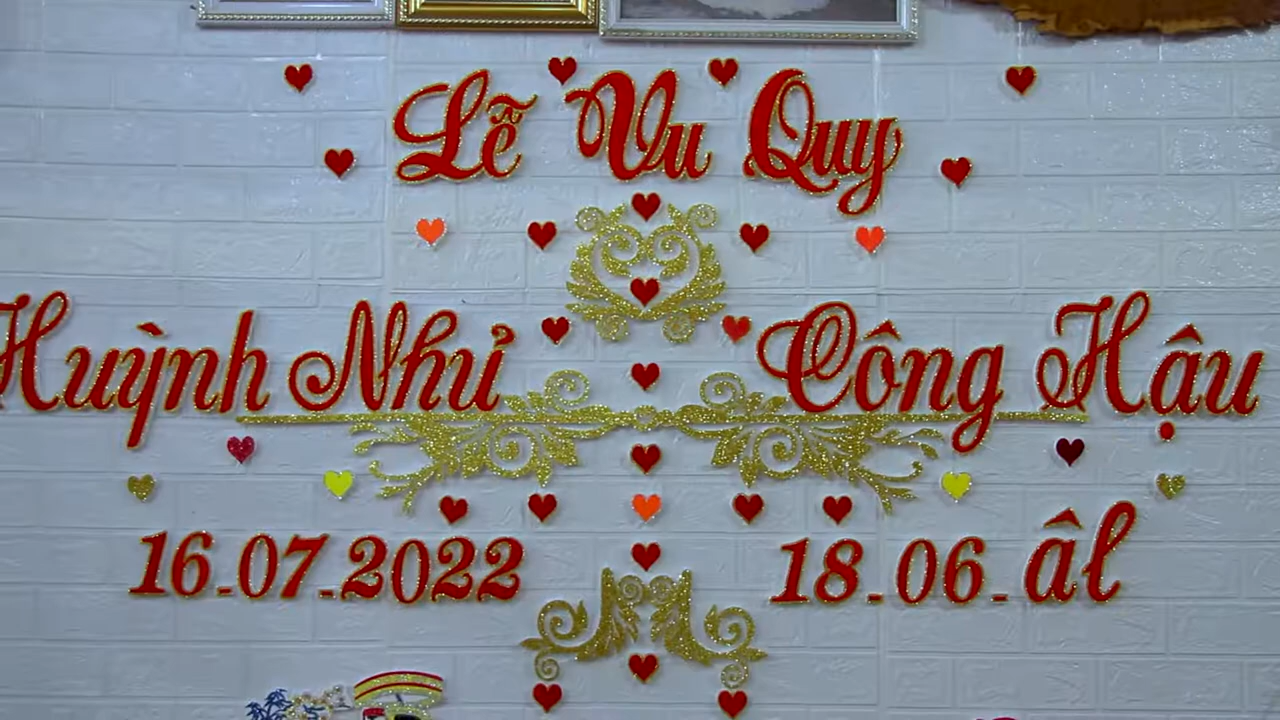 Lễ Vu Quy
Huỳnh Nhủ Công Hậu
16-07-2022 18-06-âl